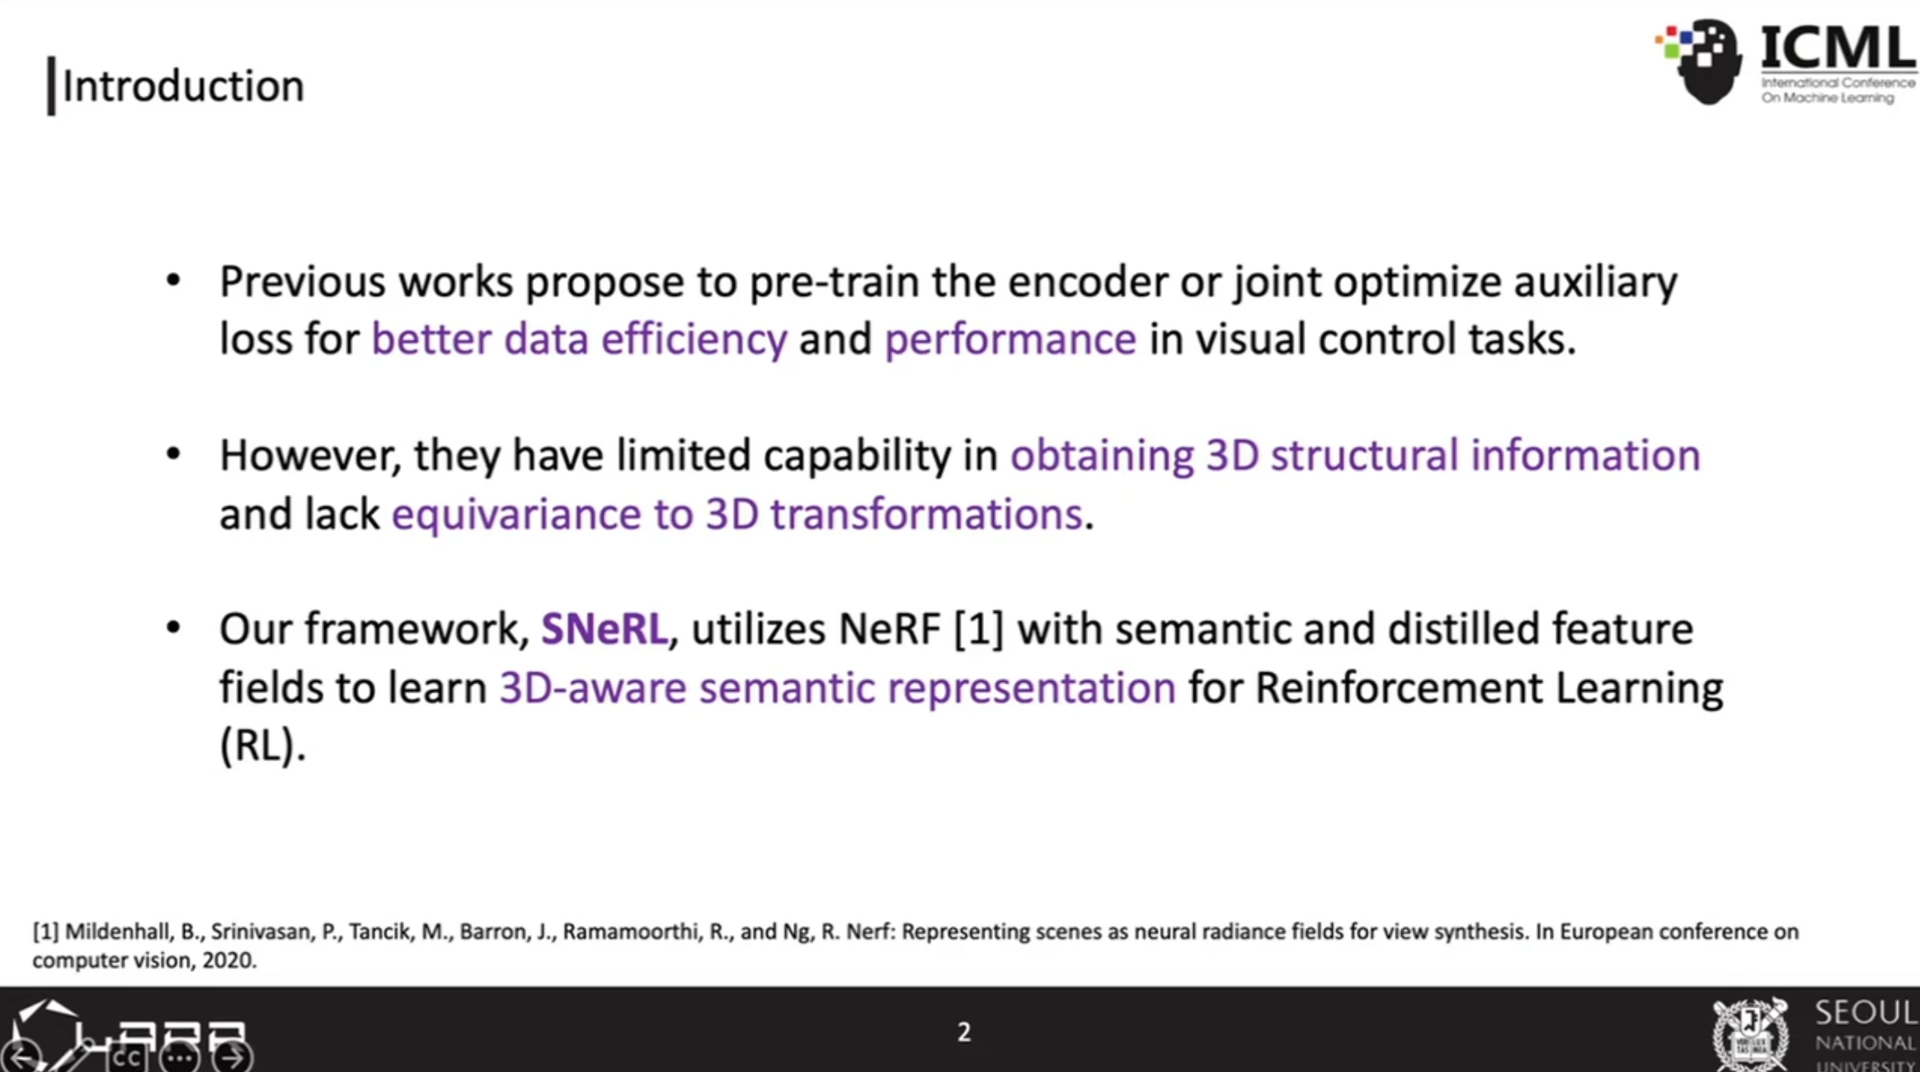 Introduction
ICML
International Conference
On Machine Learning
• Previous works propose to pre-train the encoder or joint optimize auxiliary
loss for better data efficiency and performance in visual control tasks.
• However, they have limited capability in obtaining 3D structural information
and lack equivariance to 3D transformations.
• Our framework, SNeRL, utilizes NeRF [1] with semantic and distilled feature
fields to learn 3D-aware semantic representation for Reinforcement Learning
(RL).
[1] Mildenhall, B., Srinivasan, P., Tancik, M., Barron, J., Ramamoorthi, R., and Ng, R. Nerf: Representing scenes as neural radiance fields for view synthesis. In European conference on
computer vision, 2020.
CC
2
SEOUL
NATIONAL
UNIVERSITY